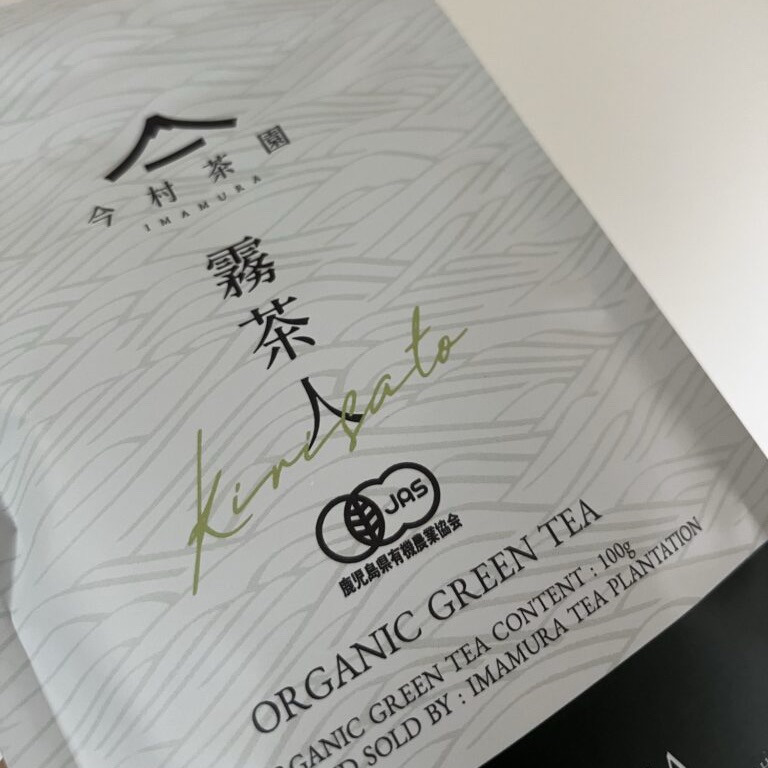 今村茶園
IMAMURA
霧茶人
kirisato
JAS
鹿児島県有機農業協会
ORGANIC GREEN TEA
ORGANIC GREEN TEA CONTENT : 100g
SOLD BY : IMAMURA TEA PLANTATION